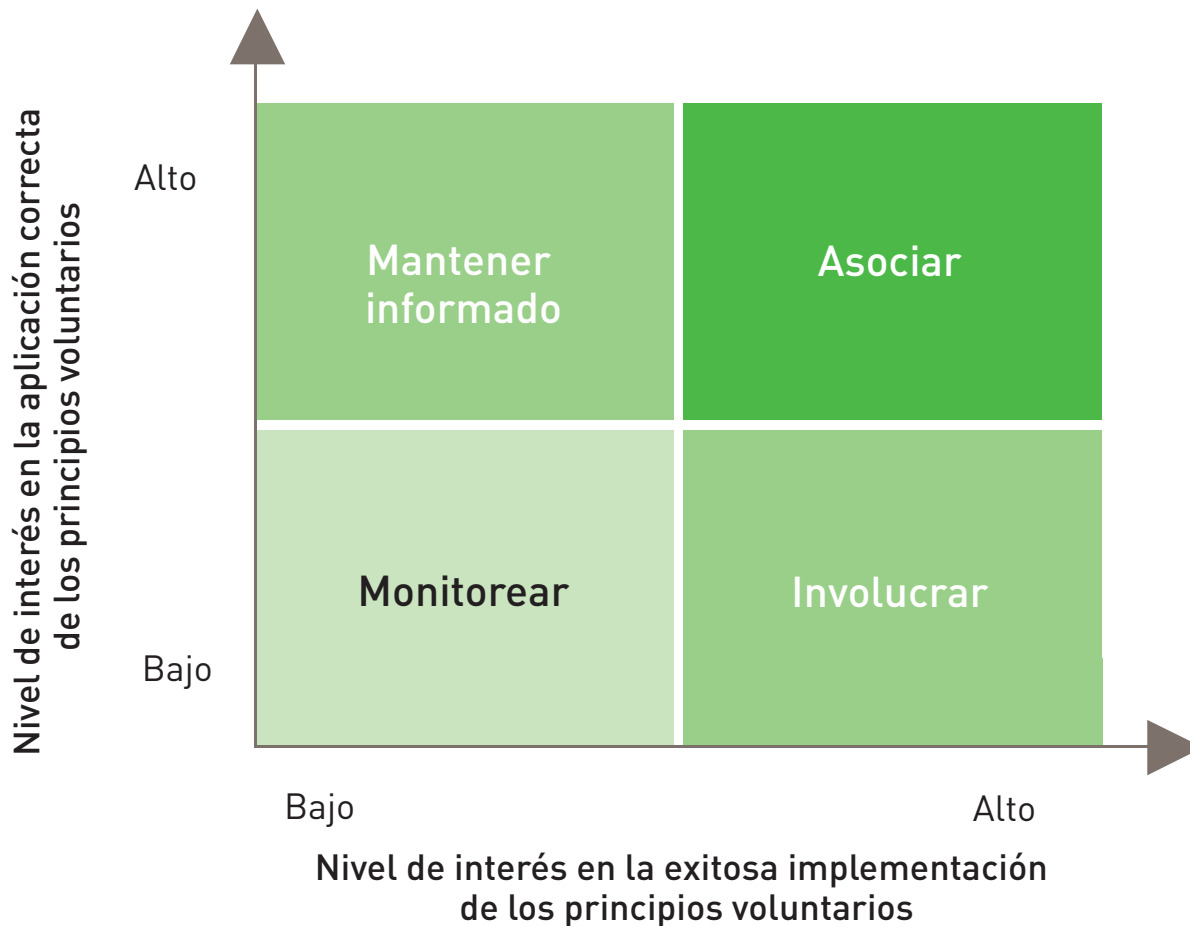 Nivel de interés en la aplicación correcta
de los principios voluntarios
Alto
Mantener
informado
Asociar
Monitorear
Involucrar
Bajo
Bajo
Alto
Nivel de interés en la exitosa implementación
de los principios voluntarios